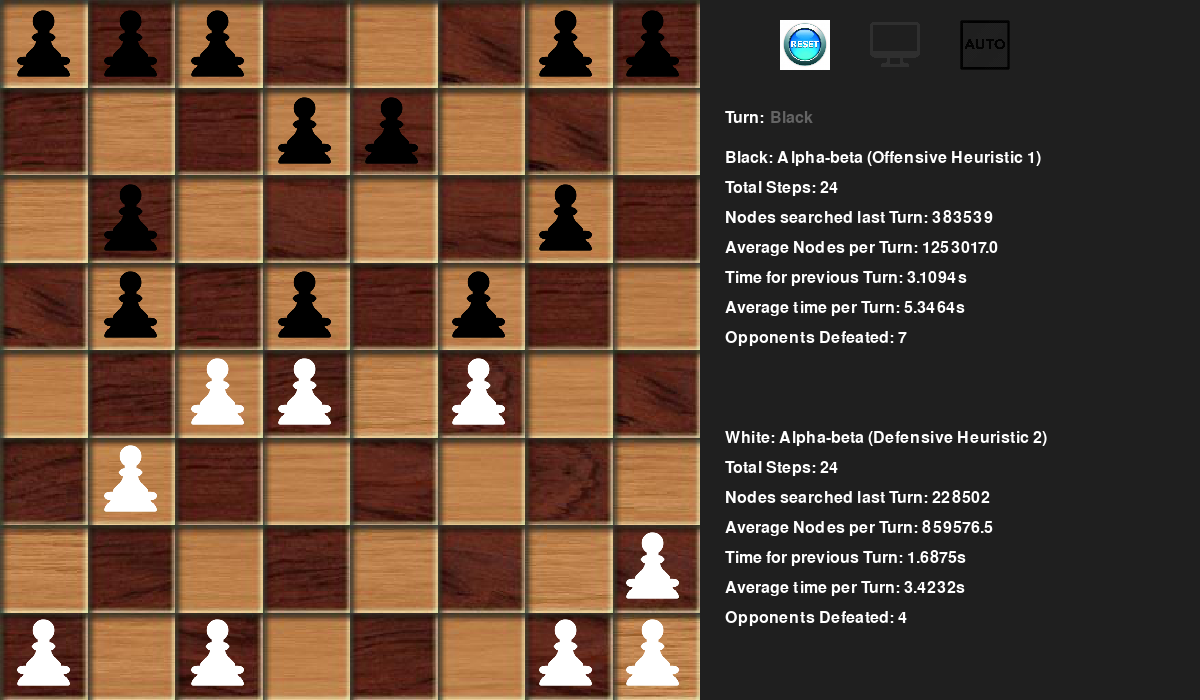 RESET
AUTO
Turn: Black
Black: Alpha-beta (Offensive Heuristic 1)
Total Steps: 24
Nodes searched last Turn: 383539
Average Nodes per Turn: 1253017.0
Time for previous Turn: 3.1094s
Average time per Turn: 5.3464s
Opponents Defeated: 7
White: Alpha-beta (Defensive Heuristic 2)
Total Steps: 24
Nodes searched last Turn: 228502
Average Nodes per Turn: 859576.5
Time for previous Turn: 1.6875s
Average time per Turn: 3.4232s
Opponents Defeated: 4